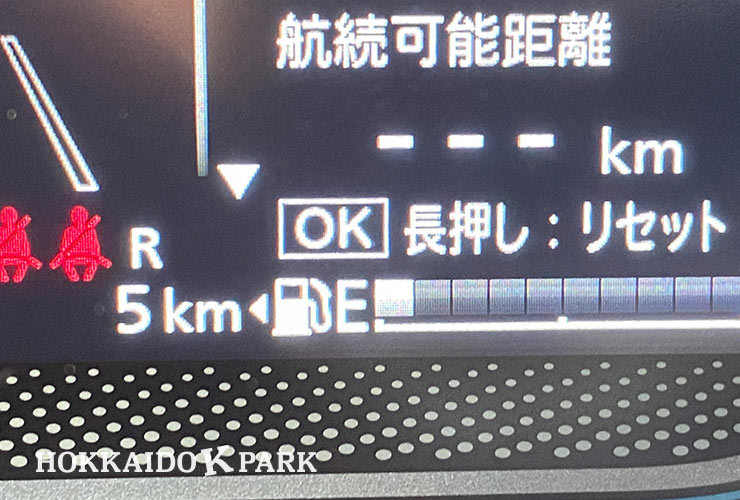 航続可能距離
--- km
OK 長押し：リセット
R
5km E
HOKKAIDO K PARK